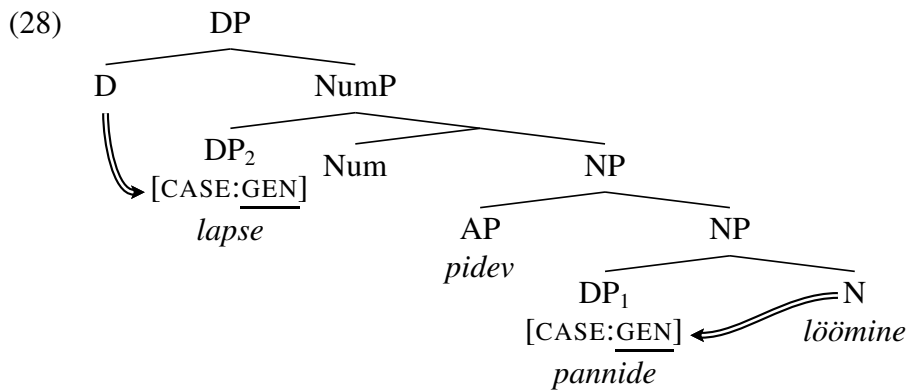 (28) DP
D NumP
DP₂ Num NP
[CASE:GEN]
lapse AP NP
pidev
DP₁ N
[CASE:GEN] löömine
pannide